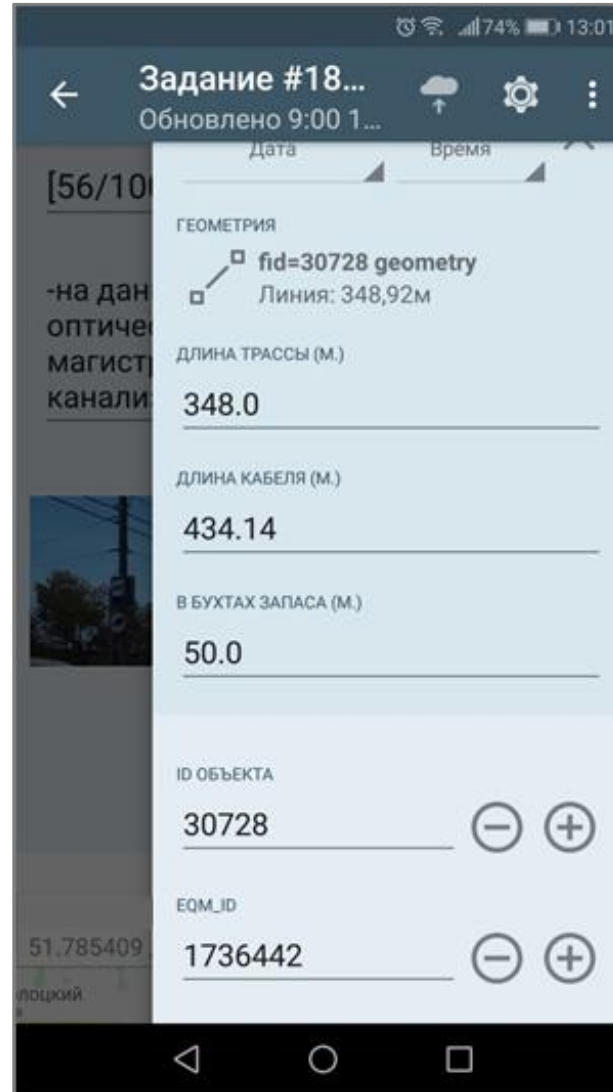 74% 13:01
Задание #18...
Обновлено 9:00 1...
Дата Время
[56/10
ГЕОМЕТРИЯ
fid=30728 geometry
Линия: 348,92м
-на дан
оптичес
магистр
канали
ДЛИНА ТРАССЫ (М.)
348.0
ДЛИНА КАБЕЛЯ (М.)
434.14
В БУХТАХ ЗАПАСА (М.)
50.0
ID ОБЪЕКТА
30728
EQM_ID
1736442
51.785409
лоцкий